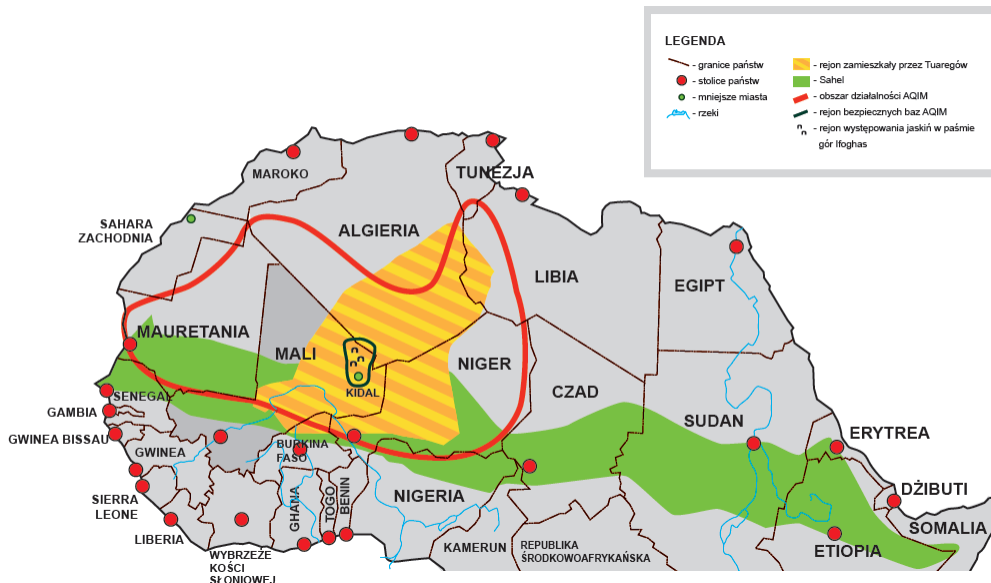 LEGENDA
- granice państw
- stolice państw
- mniejsze miasta
- rzeki
- rejon zamieszkały przez Tuaregów
- Sahel
- obszar działalności AQIM
- rejon bezpiecznych baz AQIM
- rejon występowania jaskiń w paśmie
gór Ifoghas
MAROKO
TUNEZJA
SAHARA
ZACHODNIA
ALGIERIA
LIBIA
EGIPT
MAURETANIA
MALI
KIDAL
NIGER
CZAD
SUDAN
ERYTREA
SENEGAL
GAMBIA
GWINEA BISSAU
GWINEA
BURKINA
FASO
SIERRA
LEONE
LIBERIA
WYBRZEŻE
KOŚCI
SŁONIOWEJ
GHANA
TOGO
BENIN
NIGERIA
KAMERUN
REPUBLIKA
ŚRODKOWOAFRYKAŃSKA
DŻIBUTI
SOMALIA
ETIOPIA